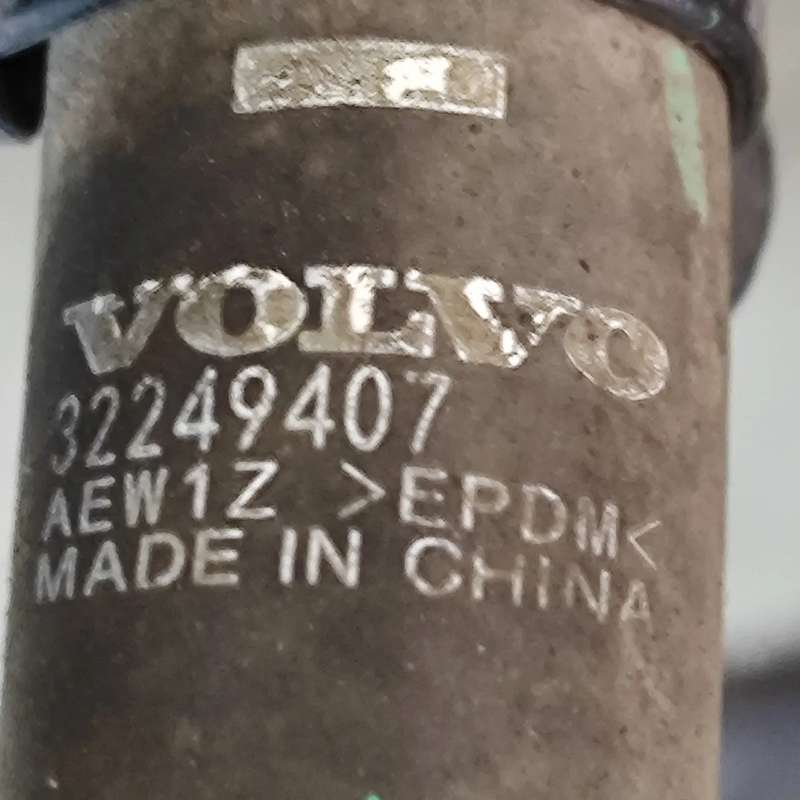 VOLVO
32249407
AEW1Z >EPDM<
MADE IN CHINA